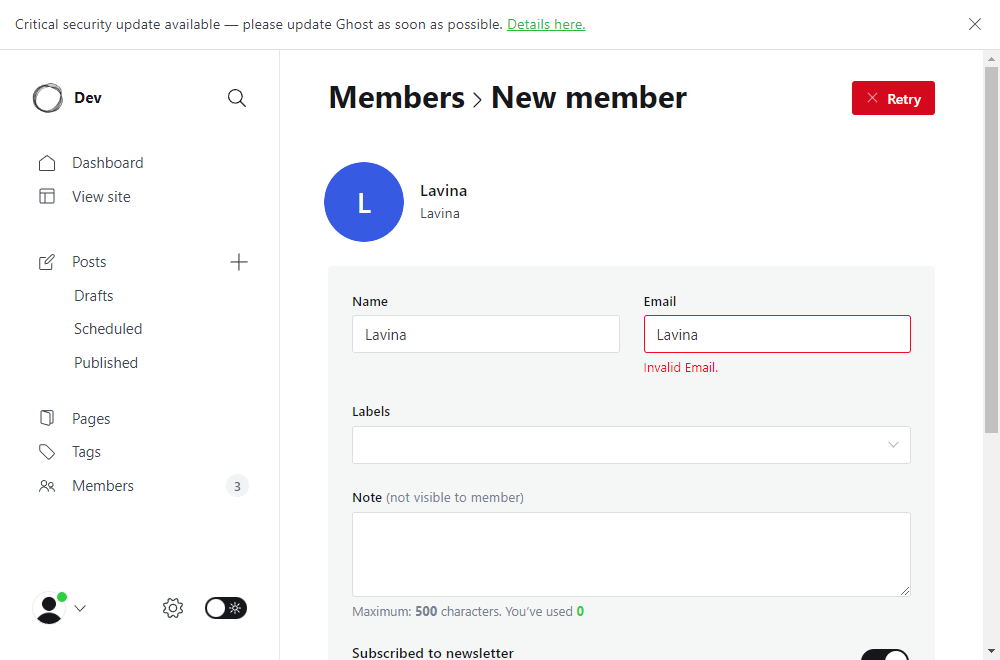 Critical security update available — please update Ghost as soon as possible. Details here.
Dev
Dashboard
View site
Posts
Drafts
Scheduled
Published
Pages
Tags
Members
3
Members
New member
Retry
L
Lavina
Lavina
Name
Email
Lavina
Lavina
Invalid Email.
Labels
Note (not visible to member)
Maximum: 500 characters. You've used 0
Subscribed to newsletter